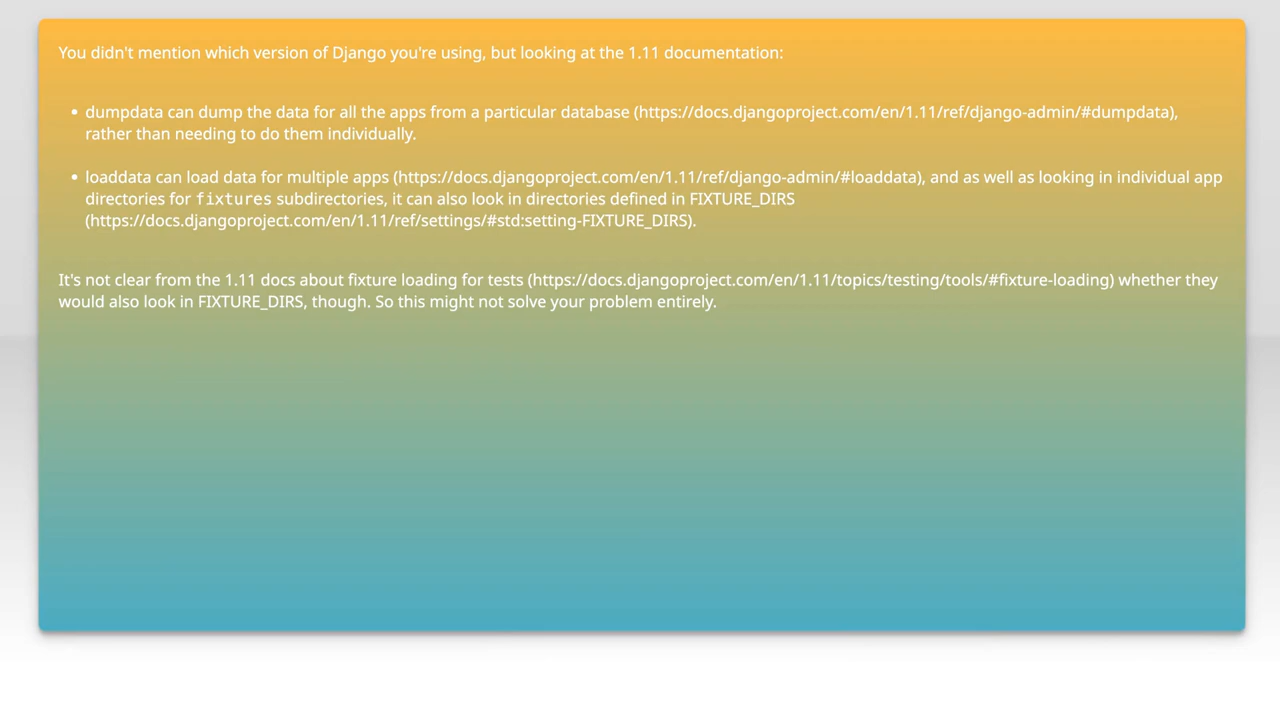 You didn't mention which version of Django you're using, but looking at the 1.11 documentation:
• dumpdata can dump the data for all the apps from a particular database (https://docs.djangoproject.com/en/1.11/ref/django-admin/#dumpdata),
rather than needing to do them individually.
• loaddata can load data for multiple apps (https://docs.djangoproject.com/en/1.11/ref/django-admin/#loaddata), and as well as looking in individual app
directories for fixtures subdirectories, it can also look in directories defined in FIXTURE_DIRS
(https://docs.djangoproject.com/en/1.11/ref/settings/#std:setting-FIXTURE_DIRS).
It's not clear from the 1.11 docs about fixture loading for tests (https://docs.djangoproject.com/en/1.11/topics/testing/tools/#fixture-loading) whether they
would also look in FIXTURE_DIRS, though. So this might not solve your problem entirely.